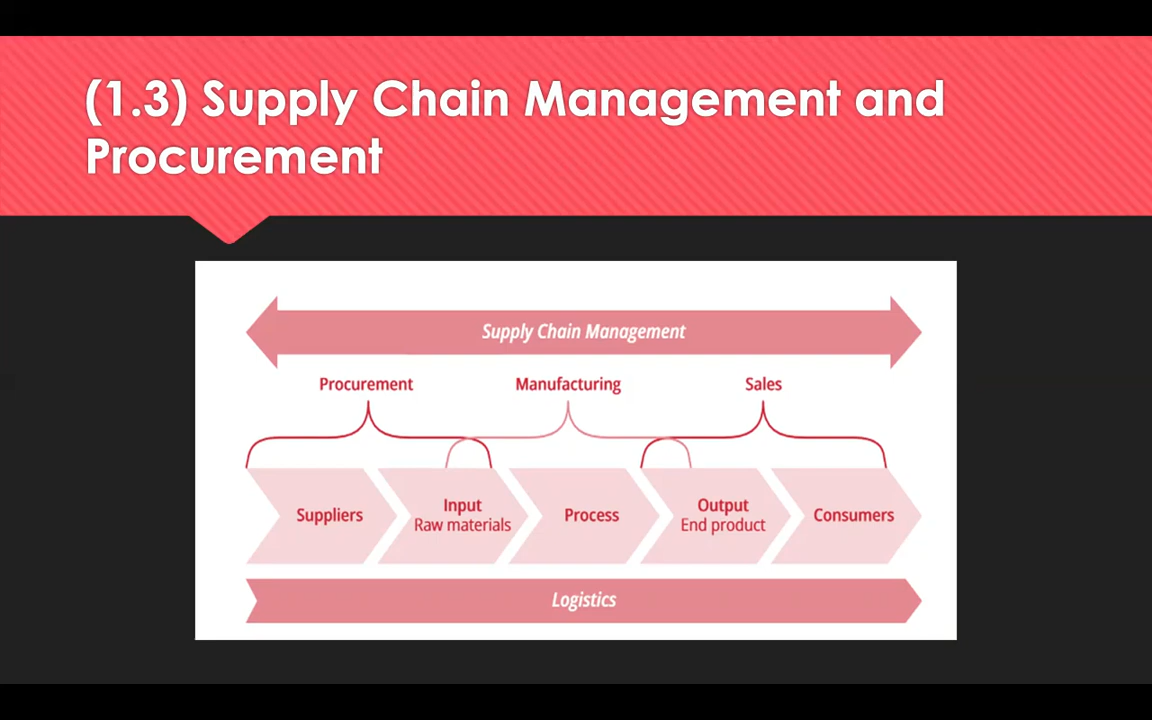 (1.3) Supply Chain Management and
Procurement
Supply Chain Management
Procurement
Manufacturing
Sales
Suppliers
Input
Raw materials
Process
Output
End product
Consumers
Logistics